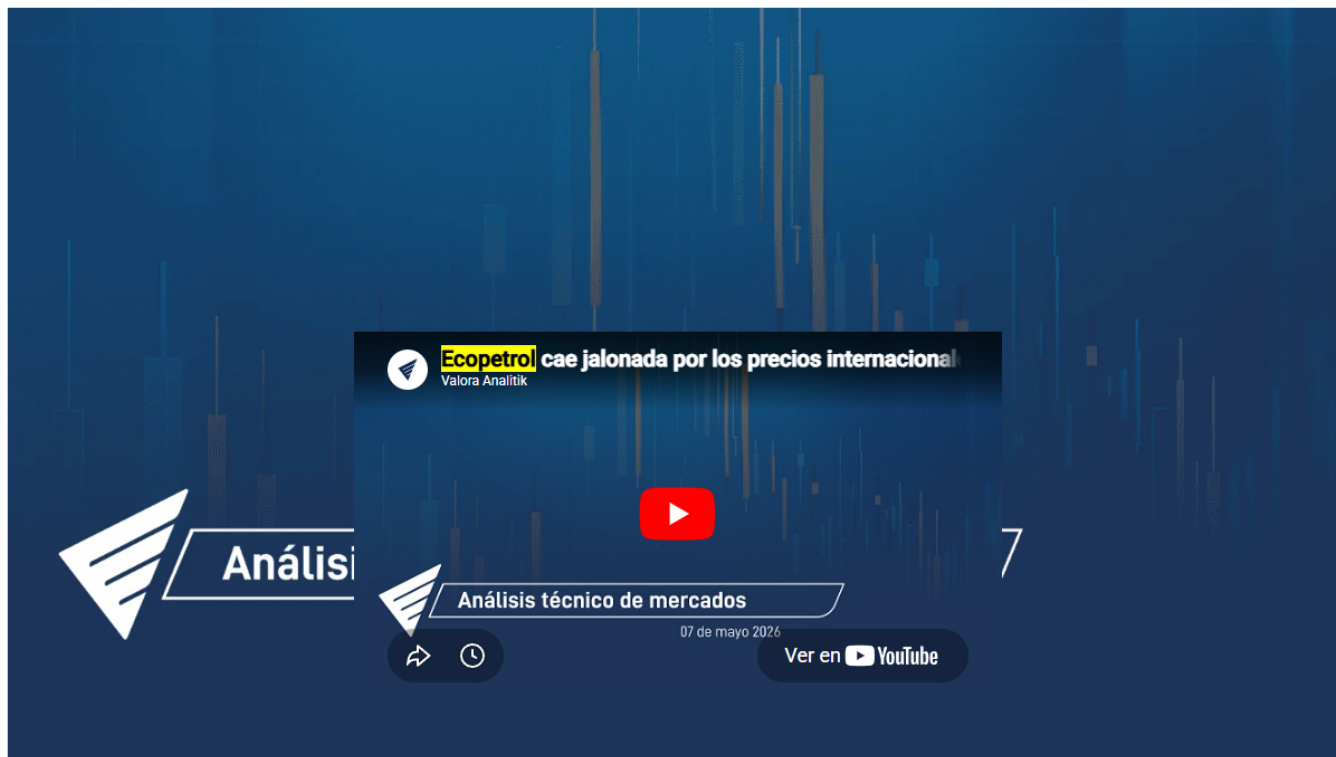 Ecopetrol cae jalonada por los precios internacional
Valora Analitik
Análisi
Análisis técnico de mercados
07 de mayo 2026
Ver en YouTube